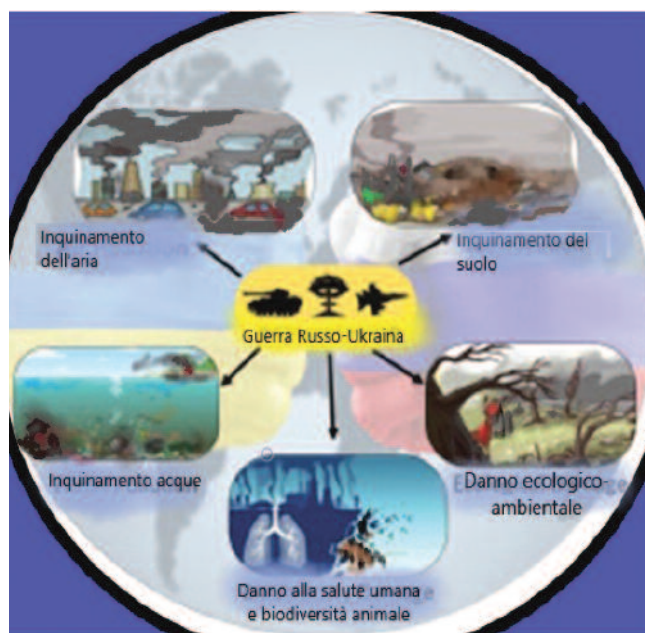 Inquinamento
dell'aria
Inquinamento del
suolo
Guerra Russo-Ukraina
Inquinamento acque
Danno ecologico-
ambientale
Danno alla salute umana
e biodiversità animale